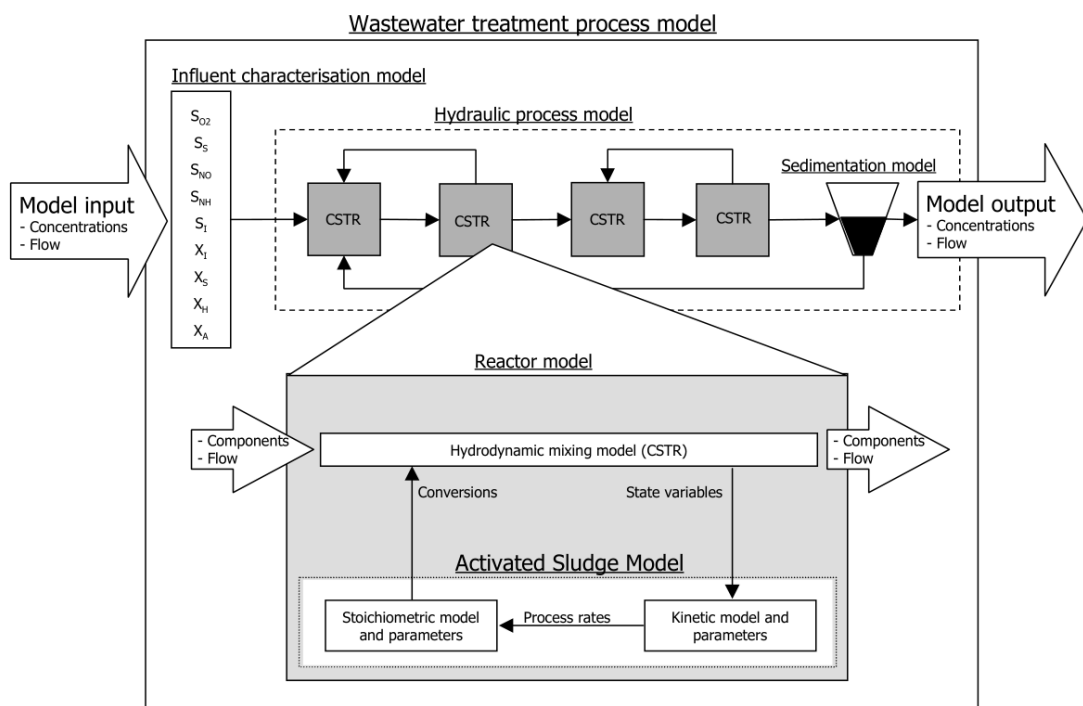 Wastewater treatment process model
Influent characterisation model
S_O2
S_S
S_NO
S_NH
S_I
X_I
X_S
X_H
X_A
Model input
- Concentrations
- Flow
Hydraulic process model
CSTR
CSTR
CSTR
CSTR
Sedimentation model
Model output
- Concentrations
- Flow
Reactor model
- Components
- Flow
Hydrodynamic mixing model (CSTR)
- Components
- Flow
Conversions
State variables
Activated Sludge Model
Stoichiometric model
and parameters
Process rates
Kinetic model and
parameters